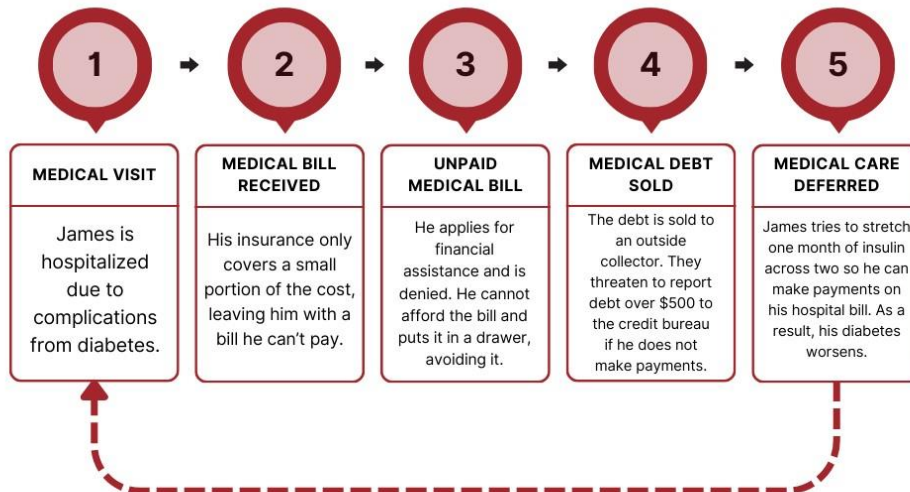 1
2
3
4
5
MEDICAL VISIT
James is
hospitalized
due to
complications
from diabetes.
MEDICAL BILL
RECEIVED
His insurance only
covers a small
portion of the cost,
leaving him with a
bill he can’t pay.
UNPAID
MEDICAL BILL
He applies for
financial
assistance and is
denied. He cannot
afford the bill and
puts it in a drawer,
avoiding it.
MEDICAL DEBT
SOLD
The debt is sold to
an outside
collector. They
threaten to report
debt over $500 to
the credit bureau
if he does not
make payments.
MEDICAL CARE
DEFERRED
James tries to stretch
one month of insulin
across two so he can
make payments on
his hospital bill. As a
result, his diabetes
worsens.